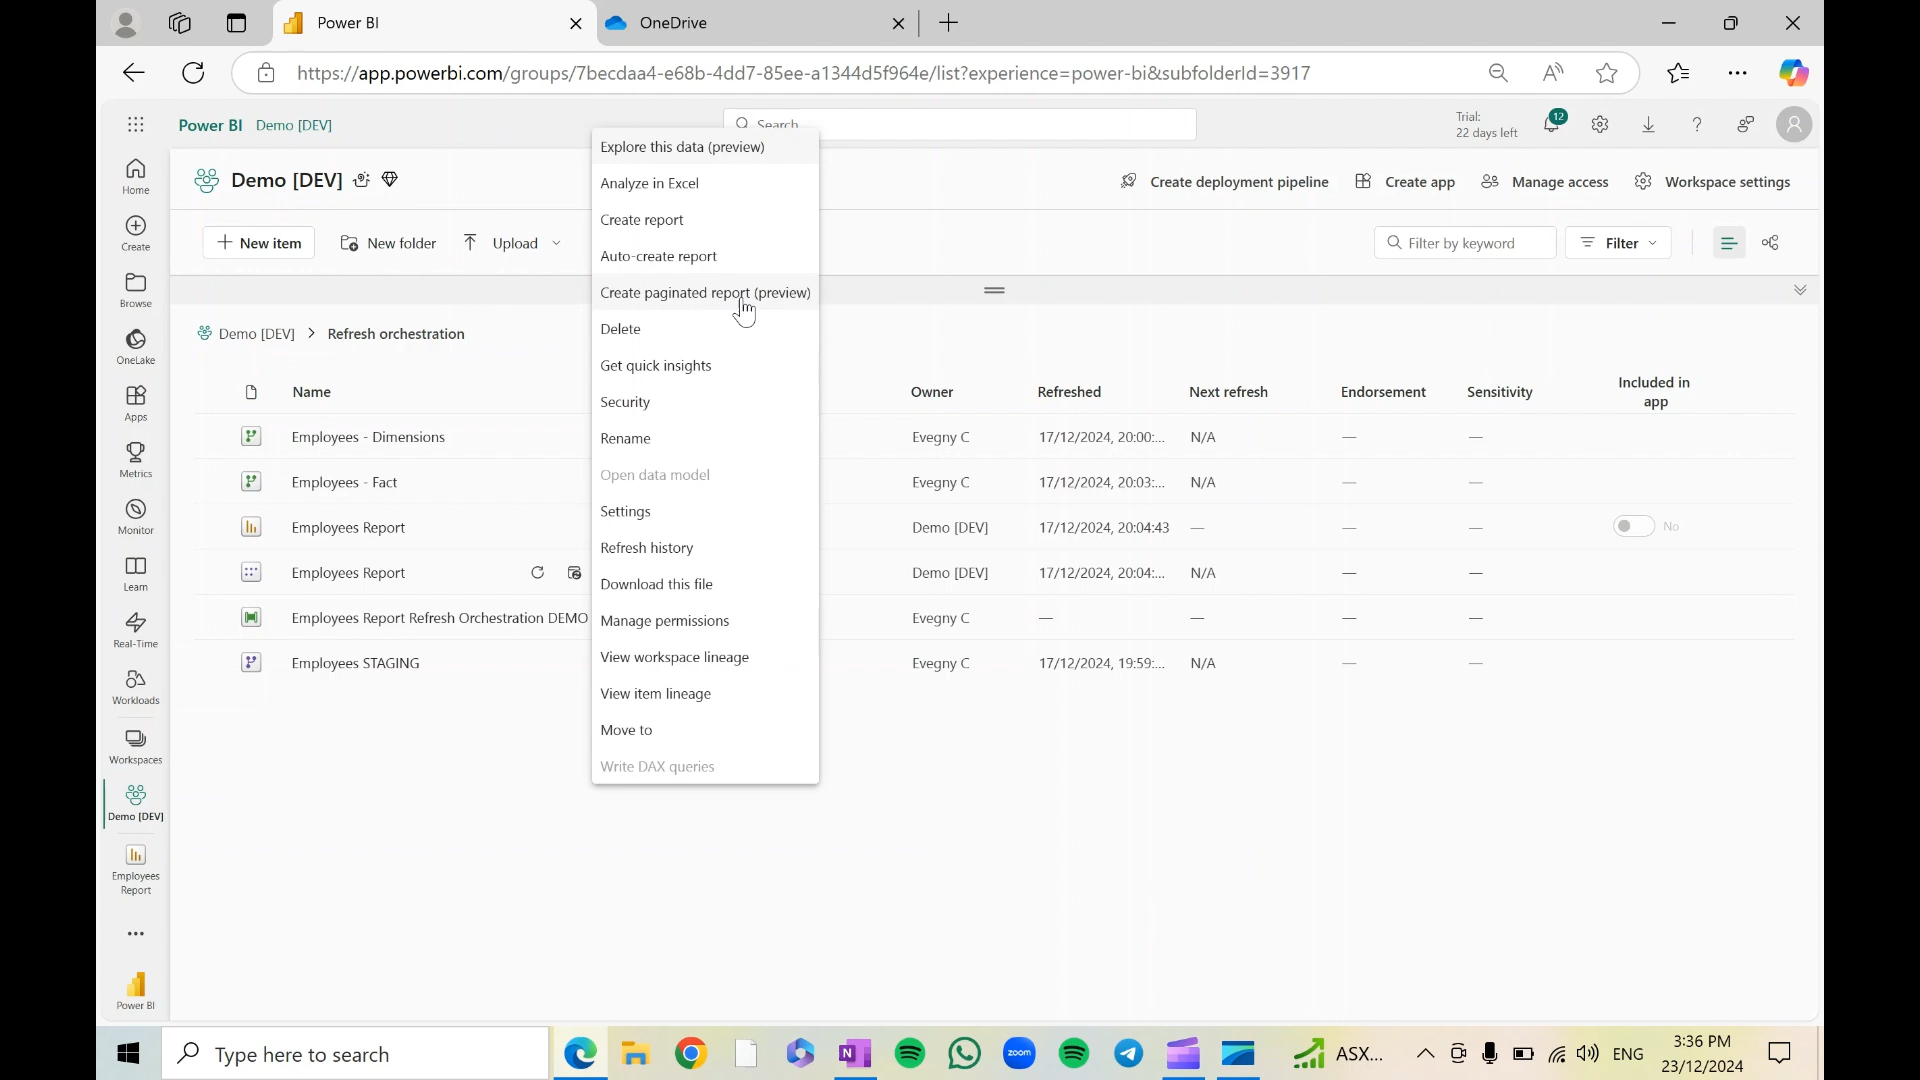 Power BI
OneDrive
https://app.powerbi.com/groups/7becdaa4-e68b-4dd7-85ee-a1344d5f964e/list?experience=power-bi&subfolderId=3917
Power BI Demo [DEV]
Search
Trial:
22 days left
12
Home
Create
Browse
OneLake
Apps
Metrics
Monitor
Learn
Real-Time
Workloads
Workspaces
Demo [DEV]
Employees
Report
Power BI
Demo [DEV]
Create deployment pipeline
Create app
Manage access
Workspace settings
New item
New folder
Upload
Filter by keyword
Filter
Demo [DEV] > Refresh orchestration
Explore this data (preview)
Analyze in Excel
Create report
Auto-create report
Create paginated report (preview)
Delete
Get quick insights
Security
Rename
Open data model
Settings
Refresh history
Download this file
Manage permissions
View workspace lineage
View item lineage
Move to
Write DAX queries
Name Owner Refreshed Next refresh Endorsement Sensitivity Included in
app
Employees - Dimensions Evegny C 17/12/2024, 20:00:... N/A — —
Employees - Fact Evegny C 17/12/2024, 20:03:... N/A — —
Employees Report Demo [DEV] 17/12/2024, 20:04:43 — — — No
Employees Report Demo [DEV] 17/12/2024, 20:04:... N/A — —
Employees Report Refresh Orchestration DEMO Evegny C — — — —
Employees STAGING Evegny C 17/12/2024, 19:59:... N/A — —
Type here to search
zoom
ASX...
ENG
3:36 PM
23/12/2024